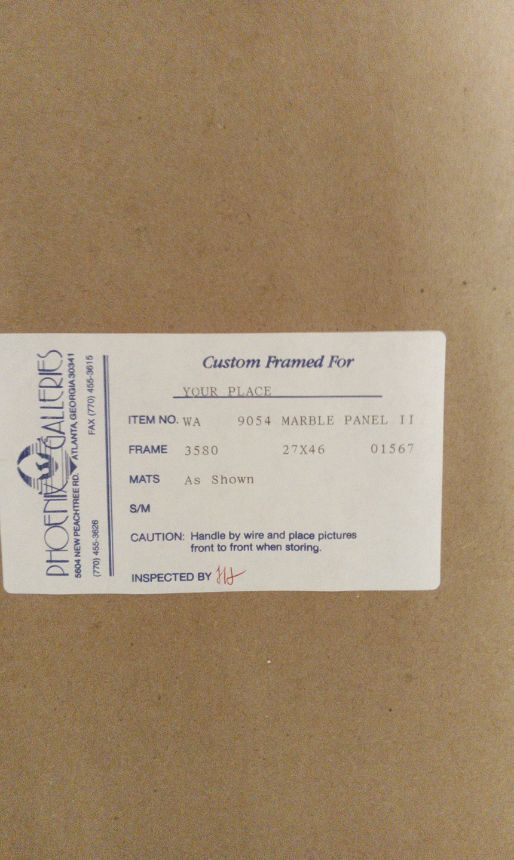 PHOENIX GALLERIES
5604 NEW PEACHTREE RD. ATLANTA, GEORGIA 30341
(770) 455-3626 FAX (770) 455-3615
Custom Framed For
YOUR PLACE
ITEM NO. WA 9054 MARBLE PANEL II
FRAME 3580 27X46 01567
MATS As Shown
S/M
CAUTION: Handle by wire and place pictures
front to front when storing.
INSPECTED BY